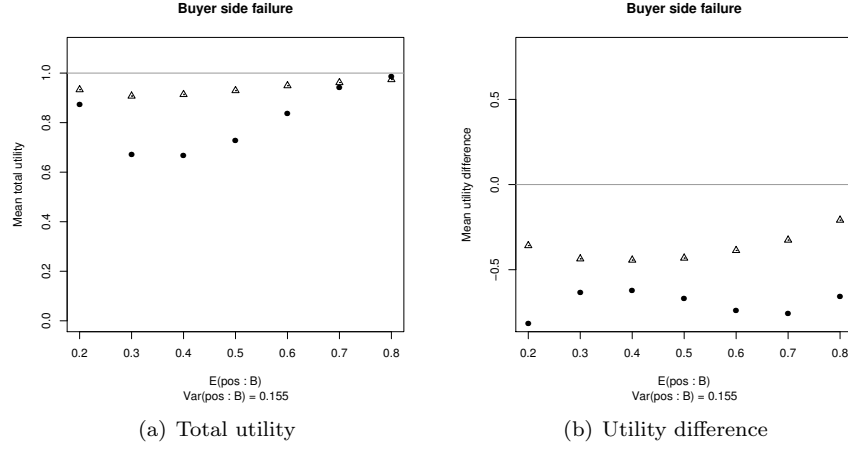 Buyer side failure
Mean total utility
1.0
0.8
0.6
0.4
0.2
0.0
0.2 0.3 0.4 0.5 0.6 0.7 0.8
E(pos : B)
Var(pos : B) = 0.155
(a) Total utility
Buyer side failure
Mean utility difference
0.5
0.0
−0.5
0.2 0.3 0.4 0.5 0.6 0.7 0.8
E(pos : B)
Var(pos : B) = 0.155
(b) Utility difference